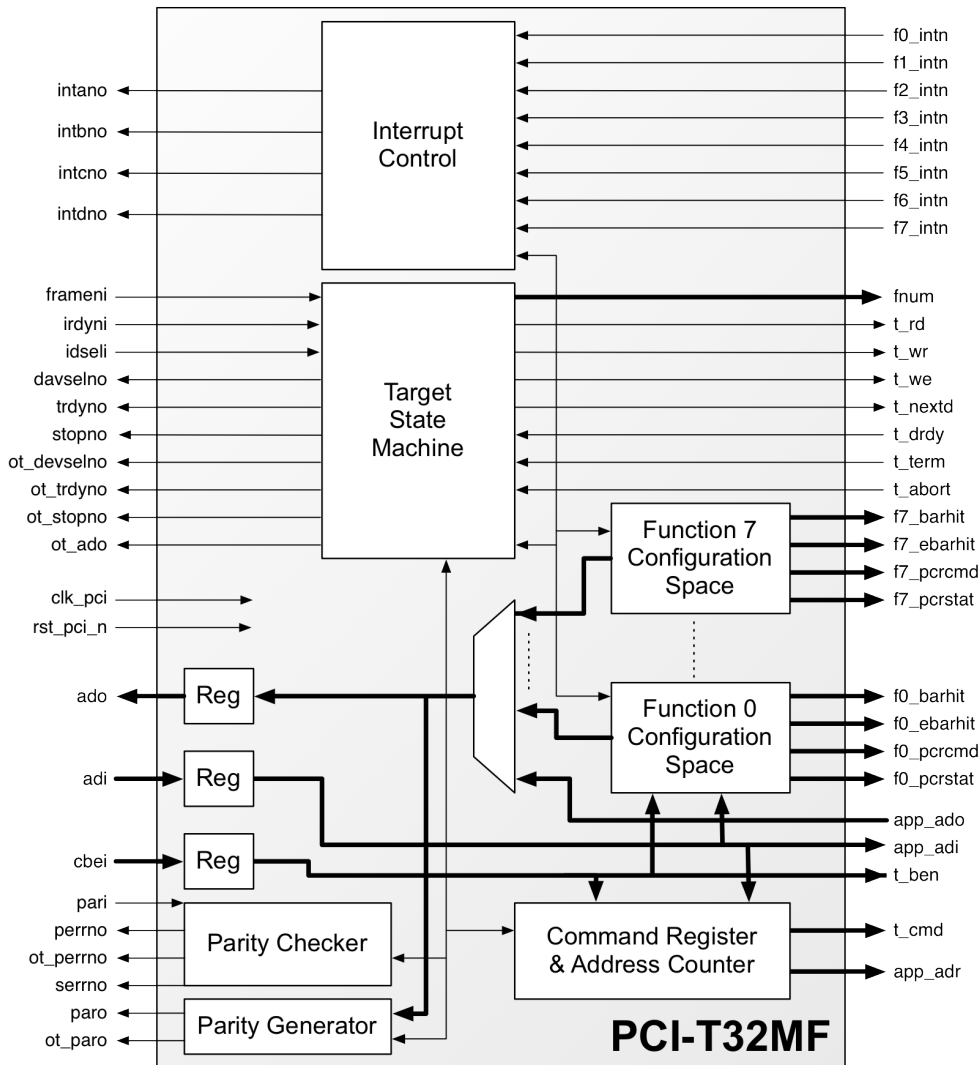 f0_intn
f1_intn
intano
f2_intn
f3_intn
intbno
Interrupt
Control
f4_intn
intcno
f5_intn
f6_intn
intdno
f7_intn
frameni
fnum
irdyni
t_rd
idseli
t_wr
davselno
t_we
Target
State
Machine
trdyno
t_nextd
stopno
t_drdy
ot_devselno
t_term
ot_trdyno
t_abort
ot_stopno
f7_barhit
Function 7
Configuration
Space
ot_ado
f7_ebarhit
f7_pcrcmd
clk_pci
f7_pcrstat
rst_pci_n
ado
Reg
f0_barhit
Function 0
Configuration
Space
f0_ebarhit
f0_pcrcmd
adi
Reg
f0_pcrstat
app_ado
app_adi
cbei
Reg
t_ben
pari
perrno
Parity Checker
Command Register
& Address Counter
t_cmd
ot_perrno
app_adr
serrno
paro
Parity Generator
ot_paro
PCI-T32MF